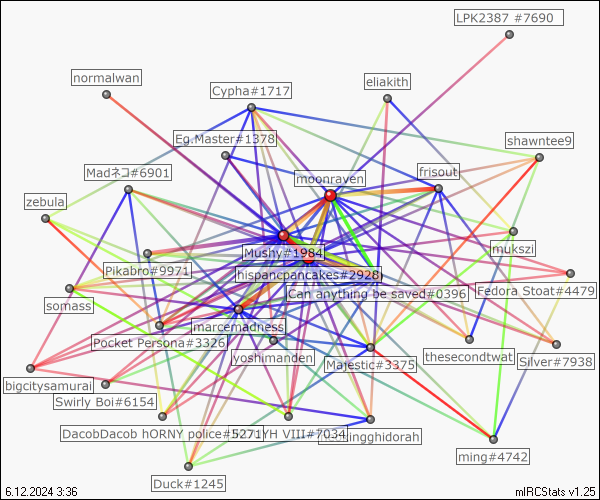 LPK2387 #7690
normalwan
eliakith
Cypha#1717
Eg.Master#1378
shawntee9
Madネコ#6901
moonraven
frisout
zebula
mukszi
Mushy#1984
Pikabro#9971
hispancpancakes#2928
Fedora Stoat#4479
Can anything be saved#0396
somass
marcemadness
Pocket Persona#3326
yoshimanden
thesecondtwat
Silver#7938
Majestic#3375
bigcitysamurai
Swirly Boi#6154
DacobDacob hORNY police#5271
VIII#7034
ingghidorah
ming#4742
Duck#1245
6.12.2024 3:36
mIRCStats v1.25